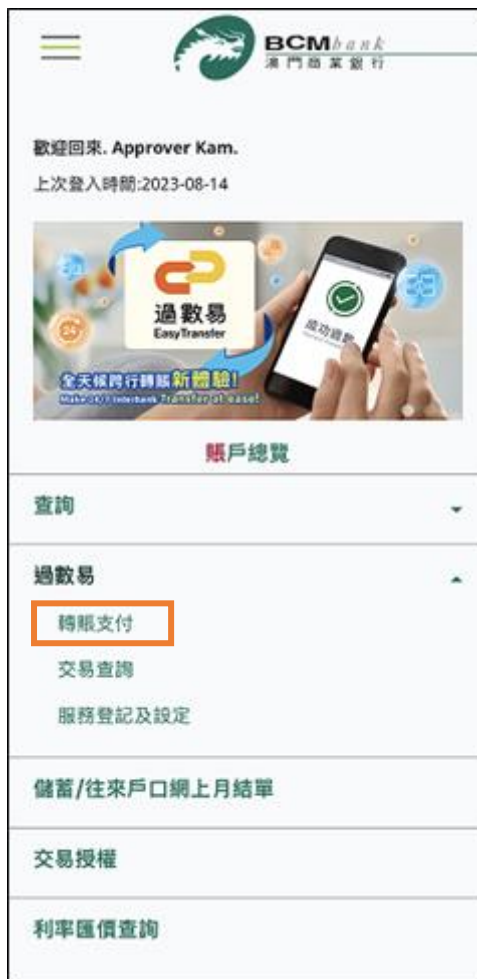 BCMbank
澳門商業銀行
歡迎回來. Approver Kam.
上次登入時間:2023-08-14
過數易
EasyTransfer
24
成功過數
全天候跨行轉賬新體驗!
Make 24/7 Interbank Transfer at ease!
賬戶總覽
查詢
過數易
轉賬支付
交易查詢
服務登記及設定
儲蓄/往來戶口網上月結單
交易授權
利率匯價查詢